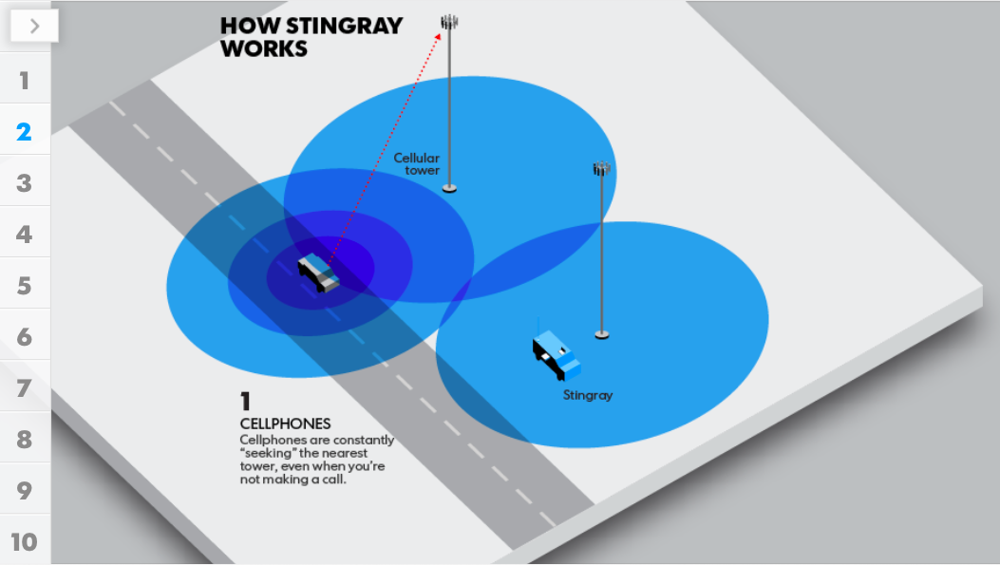 HOW STINGRAY
WORKS
Cellular
tower
Stingray
1
CELLPHONES
Cellphones are constantly
“seeking” the nearest
tower, even when you’re
not making a call.
1
2
3
4
5
6
7
8
9
10